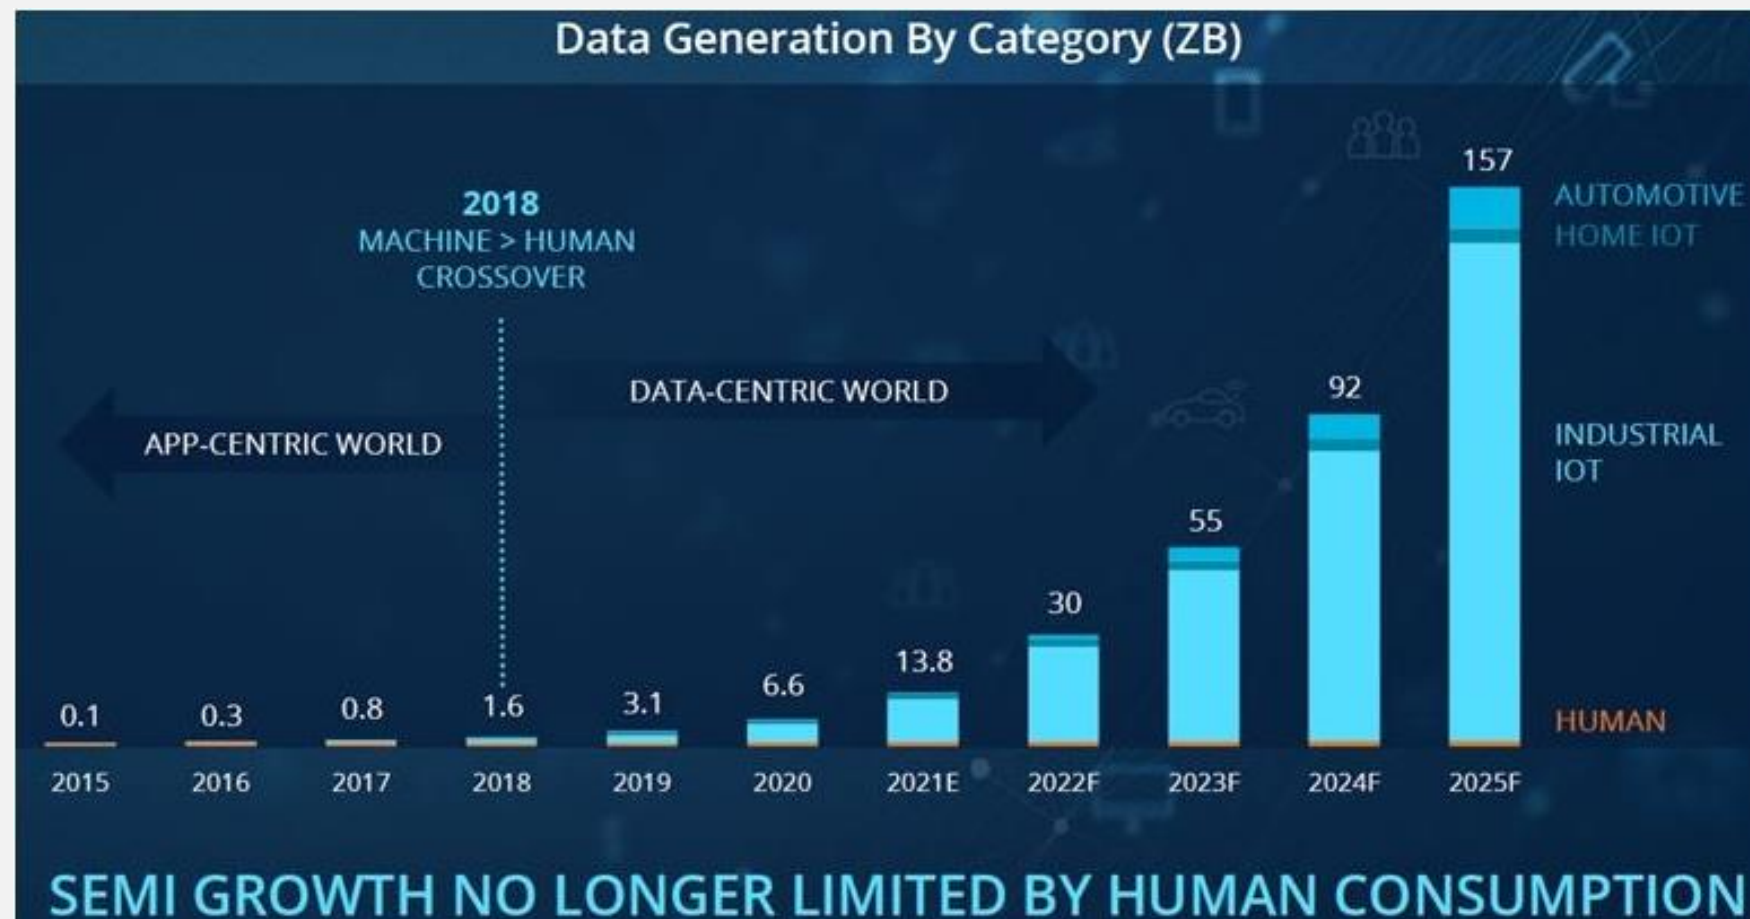 Data Generation By Category (ZB)
2018
MACHINE > HUMAN
CROSSOVER
APP-CENTRIC WORLD
DATA-CENTRIC WORLD
0.1
0.3
0.8
1.6
3.1
6.6
13.8
30
55
92
157
AUTOMOTIVE
HOME IOT
INDUSTRIAL
IOT
HUMAN
2015
2016
2017
2018
2019
2020
2021E
2022F
2023F
2024F
2025F
SEMI GROWTH NO LONGER LIMITED BY HUMAN CONSUMPTION